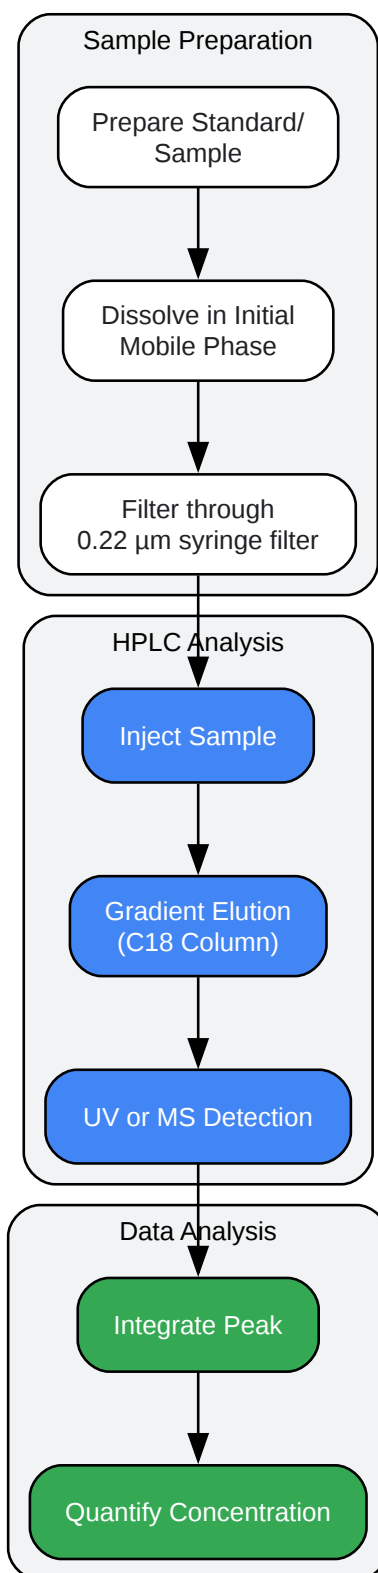 Sample Preparation
Prepare Standard/
Sample
Dissolve in Initial
Mobile Phase
Filter through
0.22 µm syringe filter
HPLC Analysis
Inject Sample
Gradient Elution
(C18 Column)
UV or MS Detection
Data Analysis
Integrate Peak
Quantify Concentration